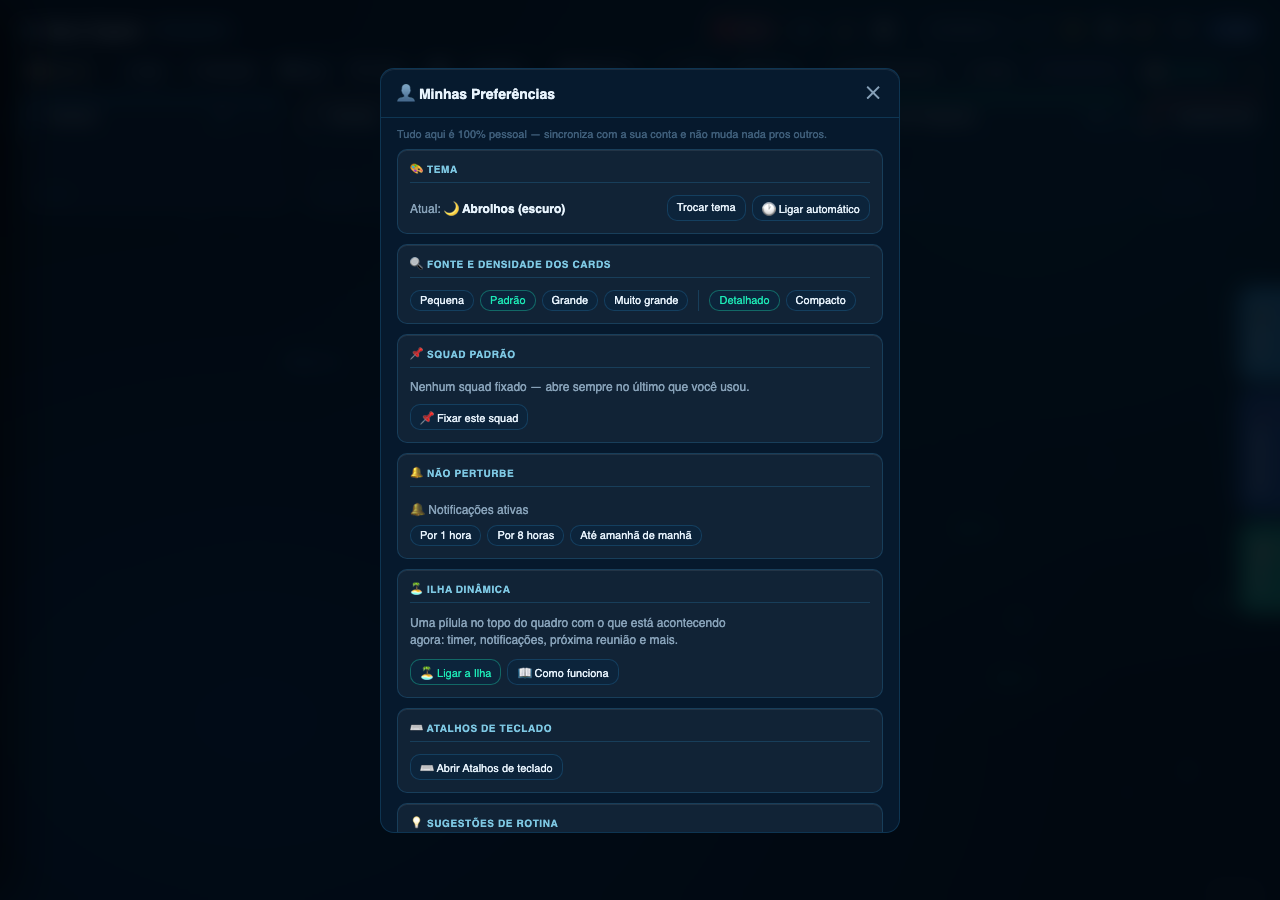 Minhas Preferências
Tudo aqui é 100% pessoal — sincroniza com a sua conta e não muda nada pros outros.
TEMA
Atual: Abrolhos (escuro)
Trocar tema
Ligar automático
FONTE E DENSIDADE DOS CARDS
Pequena
Padrão
Grande
Muito grande
Detalhado
Compacto
SQUAD PADRÃO
Nenhum squad fixado — abre sempre no último que você usou.
Fixar este squad
NÃO PERTURBE
Notificações ativas
Por 1 hora
Por 8 horas
Até amanhã de manhã
ILHA DINÂMICA
Uma pílula no topo do quadro com o que está acontecendo
agora: timer, notificações, próxima reunião e mais.
Ligar a Ilha
Como funciona
ATALHOS DE TECLADO
Abrir Atalhos de teclado
SUGESTÕES DE ROTINA